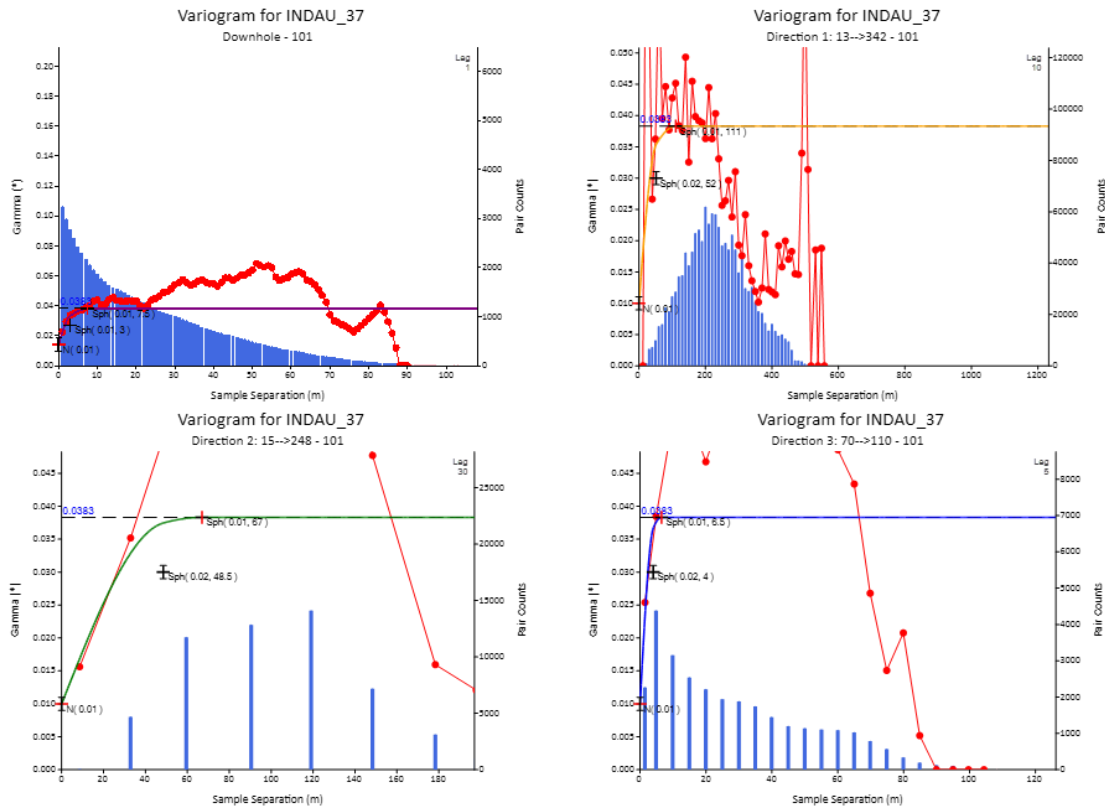 Variogram for INDAU_37
Downhole - 101
Lag
1
0.20
0.18
0.16
0.14
0.12
0.10
0.08
0.06
0.04
0.02
0.00
6000
5000
4000
3000
2000
1000
0
Gamma (*)
Pair Counts
0.0383
Sph( 0.01, 7.5 )
Sph( 0.01, 3 )
N( 0.01 )
0 10 20 30 40 50 60 70 80 90 100
Sample Separation (m)
Variogram for INDAU_37
Direction 1: 13-->342 - 101
Lag
10
0.050
0.045
0.040
0.035
0.030
0.025
0.020
0.015
0.010
0.005
0.000
120000
100000
80000
60000
40000
20000
0
Gamma |*|
Pair Counts
0.0383
Sph( 0.01, 111 )
Sph( 0.02, 52 )
N( 0.01 )
0 200 400 600 800 1000 1200
Sample Separation (m)
Variogram for INDAU_37
Direction 2: 15-->248 - 101
Lag
30
0.045
0.040
0.035
0.030
0.025
0.020
0.015
0.010
0.005
0.000
25000
20000
15000
10000
5000
0
Gamma |*|
Pair Counts
0.0383
Sph( 0.01, 67 )
Sph( 0.02, 48.5 )
N( 0.01 )
0 20 40 60 80 100 120 140 160 180
Sample Separation (m)
Variogram for INDAU_37
Direction 3: 70-->110 - 101
Lag
5
0.045
0.040
0.035
0.030
0.025
0.020
0.015
0.010
0.005
0.000
8000
7000
6000
5000
4000
3000
2000
1000
0
Gamma |*|
Pair Counts
0.0383
Sph( 0.01, 6.5 )
Sph( 0.02, 4 )
N( 0.01 )
0 20 40 60 80 100 120
Sample Separation (m)